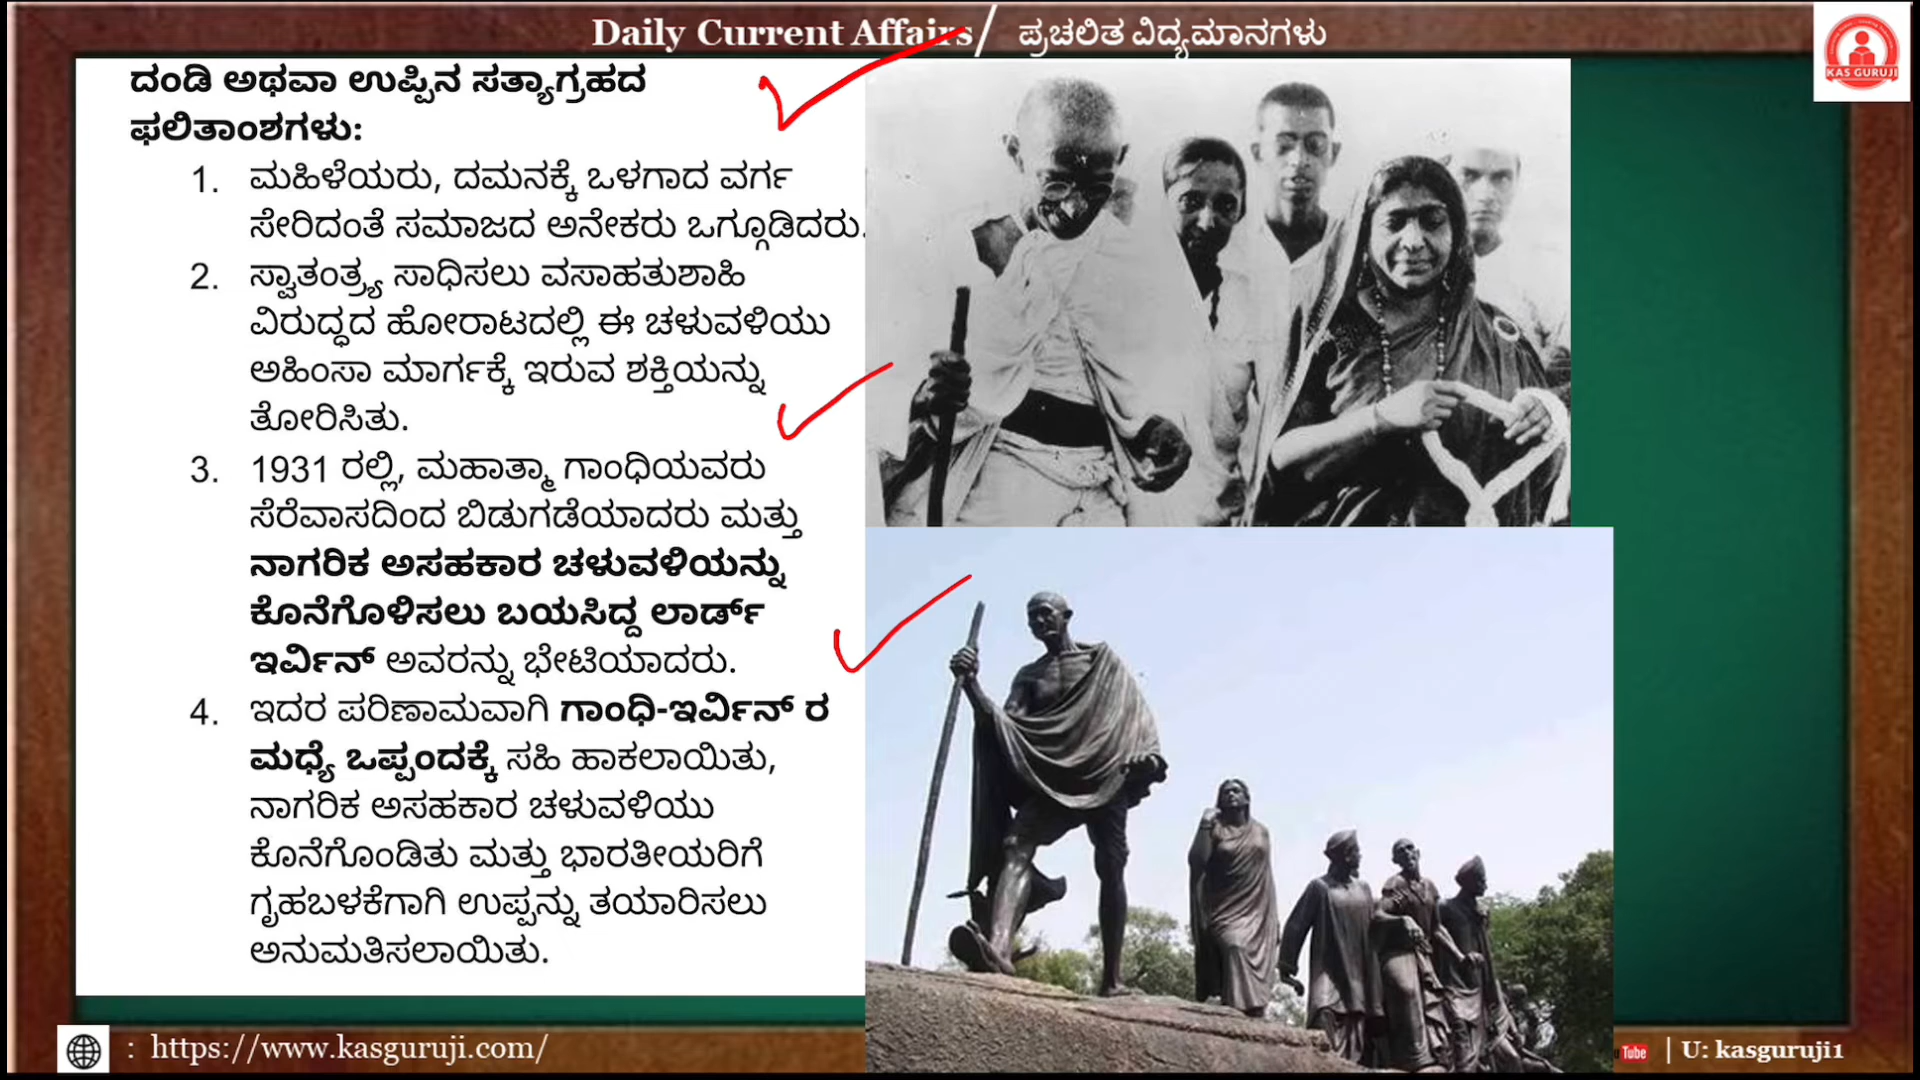 Daily Current Affairs/ ಪ್ರಚಲಿತ ವಿದ್ಯಮಾನಗಳು
KAS GURUJI
ದಂಡಿ ಅಥವಾ ಉಪ್ಪಿನ ಸತ್ಯಾಗ್ರಹದ
ಫಲಿತಾಂಶಗಳು:
1. ಮಹಿಳೆಯರು, ದಮನಕ್ಕೆ ಒಳಗಾದ ವರ್ಗ
ಸೇರಿದಂತೆ ಸಮಾಜದ ಅನೇಕರು ಒಗ್ಗೂಡಿದರು.
2. ಸ್ವಾತಂತ್ರ್ಯ ಸಾಧಿಸಲು ವಸಾಹತುಶಾಹಿ
ವಿರುದ್ಧದ ಹೋರಾಟದಲ್ಲಿ ಈ ಚಳುವಳಿಯು
ಅಹಿಂಸಾ ಮಾರ್ಗಕ್ಕೆ ಇರುವ ಶಕ್ತಿಯನ್ನು
ತೋರಿಸಿತು.
3. 1931 ರಲ್ಲಿ, ಮಹಾತ್ಮಾ ಗಾಂಧಿಯವರು
ಸೆರೆವಾಸದಿಂದ ಬಿಡುಗಡೆಯಾದರು ಮತ್ತು
ನಾಗರಿಕ ಅಸಹಕಾರ ಚಳುವಳಿಯನ್ನು
ಕೊನೆಗೊಳಿಸಲು ಬಯಸಿದ್ದ ಲಾರ್ಡ್
ಇರ್ವಿನ್ ಅವರನ್ನು ಭೇಟಿಯಾದರು.
4. ಇದರ ಪರಿಣಾಮವಾಗಿ ಗಾಂಧಿ-ಇರ್ವಿನ್ ರ
ಮಧ್ಯೆ ಒಪ್ಪಂದಕ್ಕೆ ಸಹಿ ಹಾಕಲಾಯಿತು,
ನಾಗರಿಕ ಅಸಹಕಾರ ಚಳುವಳಿಯು
ಕೊನೆಗೊಂಡಿತು ಮತ್ತು ಭಾರತೀಯರಿಗೆ
ಗೃಹಬಳಕೆಗಾಗಿ ಉಪ್ಪನ್ನು ತಯಾರಿಸಲು
ಅನುಮತಿಸಲಾಯಿತು.
: https://www.kasguruji.com/
Tube | U: kasguruji1